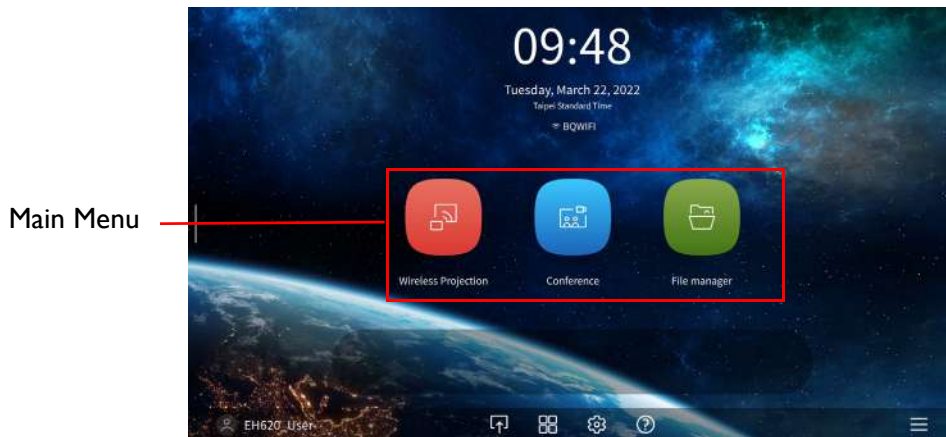 09:48
Tuesday, March 22, 2022
Taipei Standard Time
BQWIFI
Main Menu
Wireless Projection
Conference
File manager
EH620_User